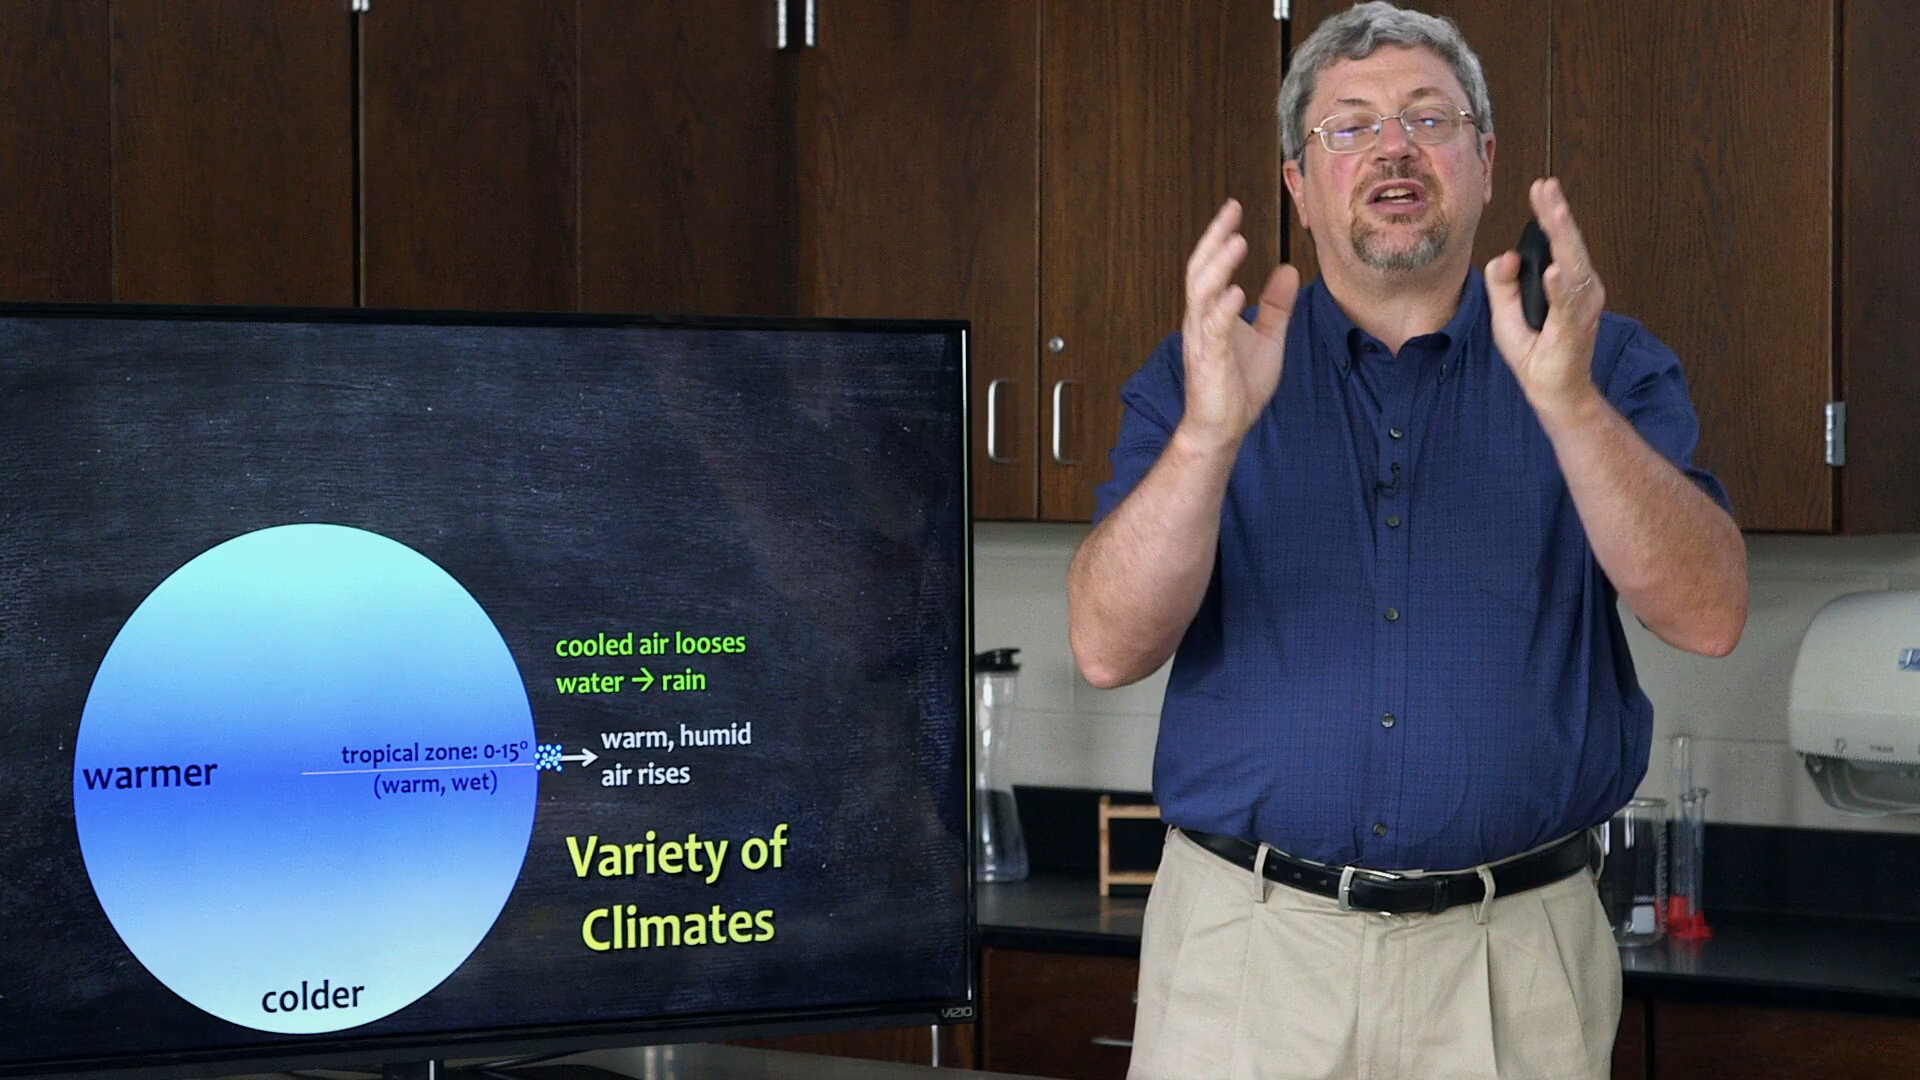 cooled air looses
water → rain
warmer
tropical zone: 0-15°
(warm, wet)
warm, humid
air rises
Variety of
Climates
colder
VIZIO